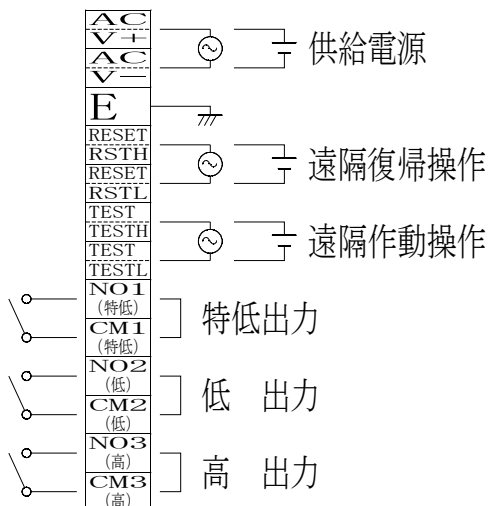 AC
V+
AC
V−
供給電源
E
RESET
RSTH
RESET
RSTL
遠隔復帰操作
TEST
TESTH
TEST
TESTL
遠隔作動操作
NO1
(特低)
CM1
(特低)
特低出力
NO2
(低)
CM2
(低)
低 出力
NO3
(高)
CM3
(高)
高 出力